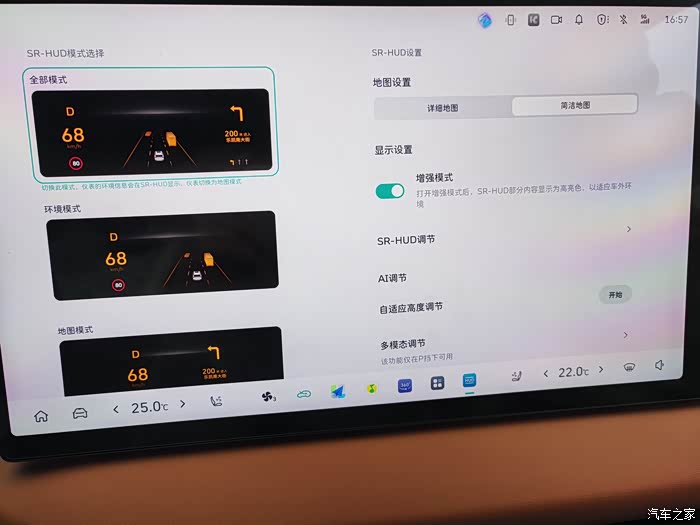 16:57
SR-HUD模式选择
全部模式
D
68
km/h
80
200
切换此模式，仪表的环境信息会在SR-HUD显示，仪表切换为地图模式
环境模式
D
68
km/h
80
地图模式
D
68
km/h
200
SR-HUD设置
地图设置
详细地图
简洁地图
显示设置
增强模式
打开增强模式后，SR-HUD部分内容显示为高亮色，以适应车外环
境
SR-HUD调节
AI调节
自适应高度调节
开始
多模态调节
该功能仅在P挡下可用
25.0℃
3
360°
HUD
22.0℃
汽车之家